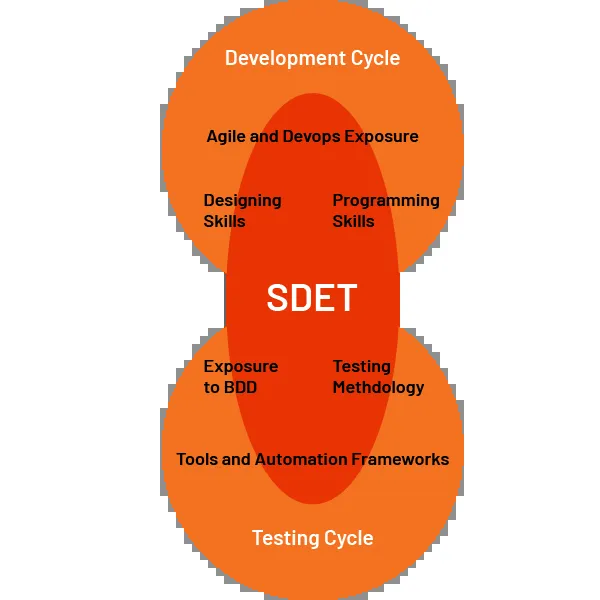 Development Cycle
Agile and Devops Exposure
Designing
Skills
Programming
Skills
SDET
Exposure
to BDD
Testing
Methdology
Tools and Automation Frameworks
Testing Cycle